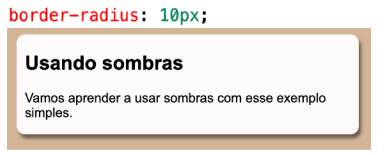 border-radius: 10px;
Usando sombras
Vamos aprender a usar sombras com esse exemplo
simples.